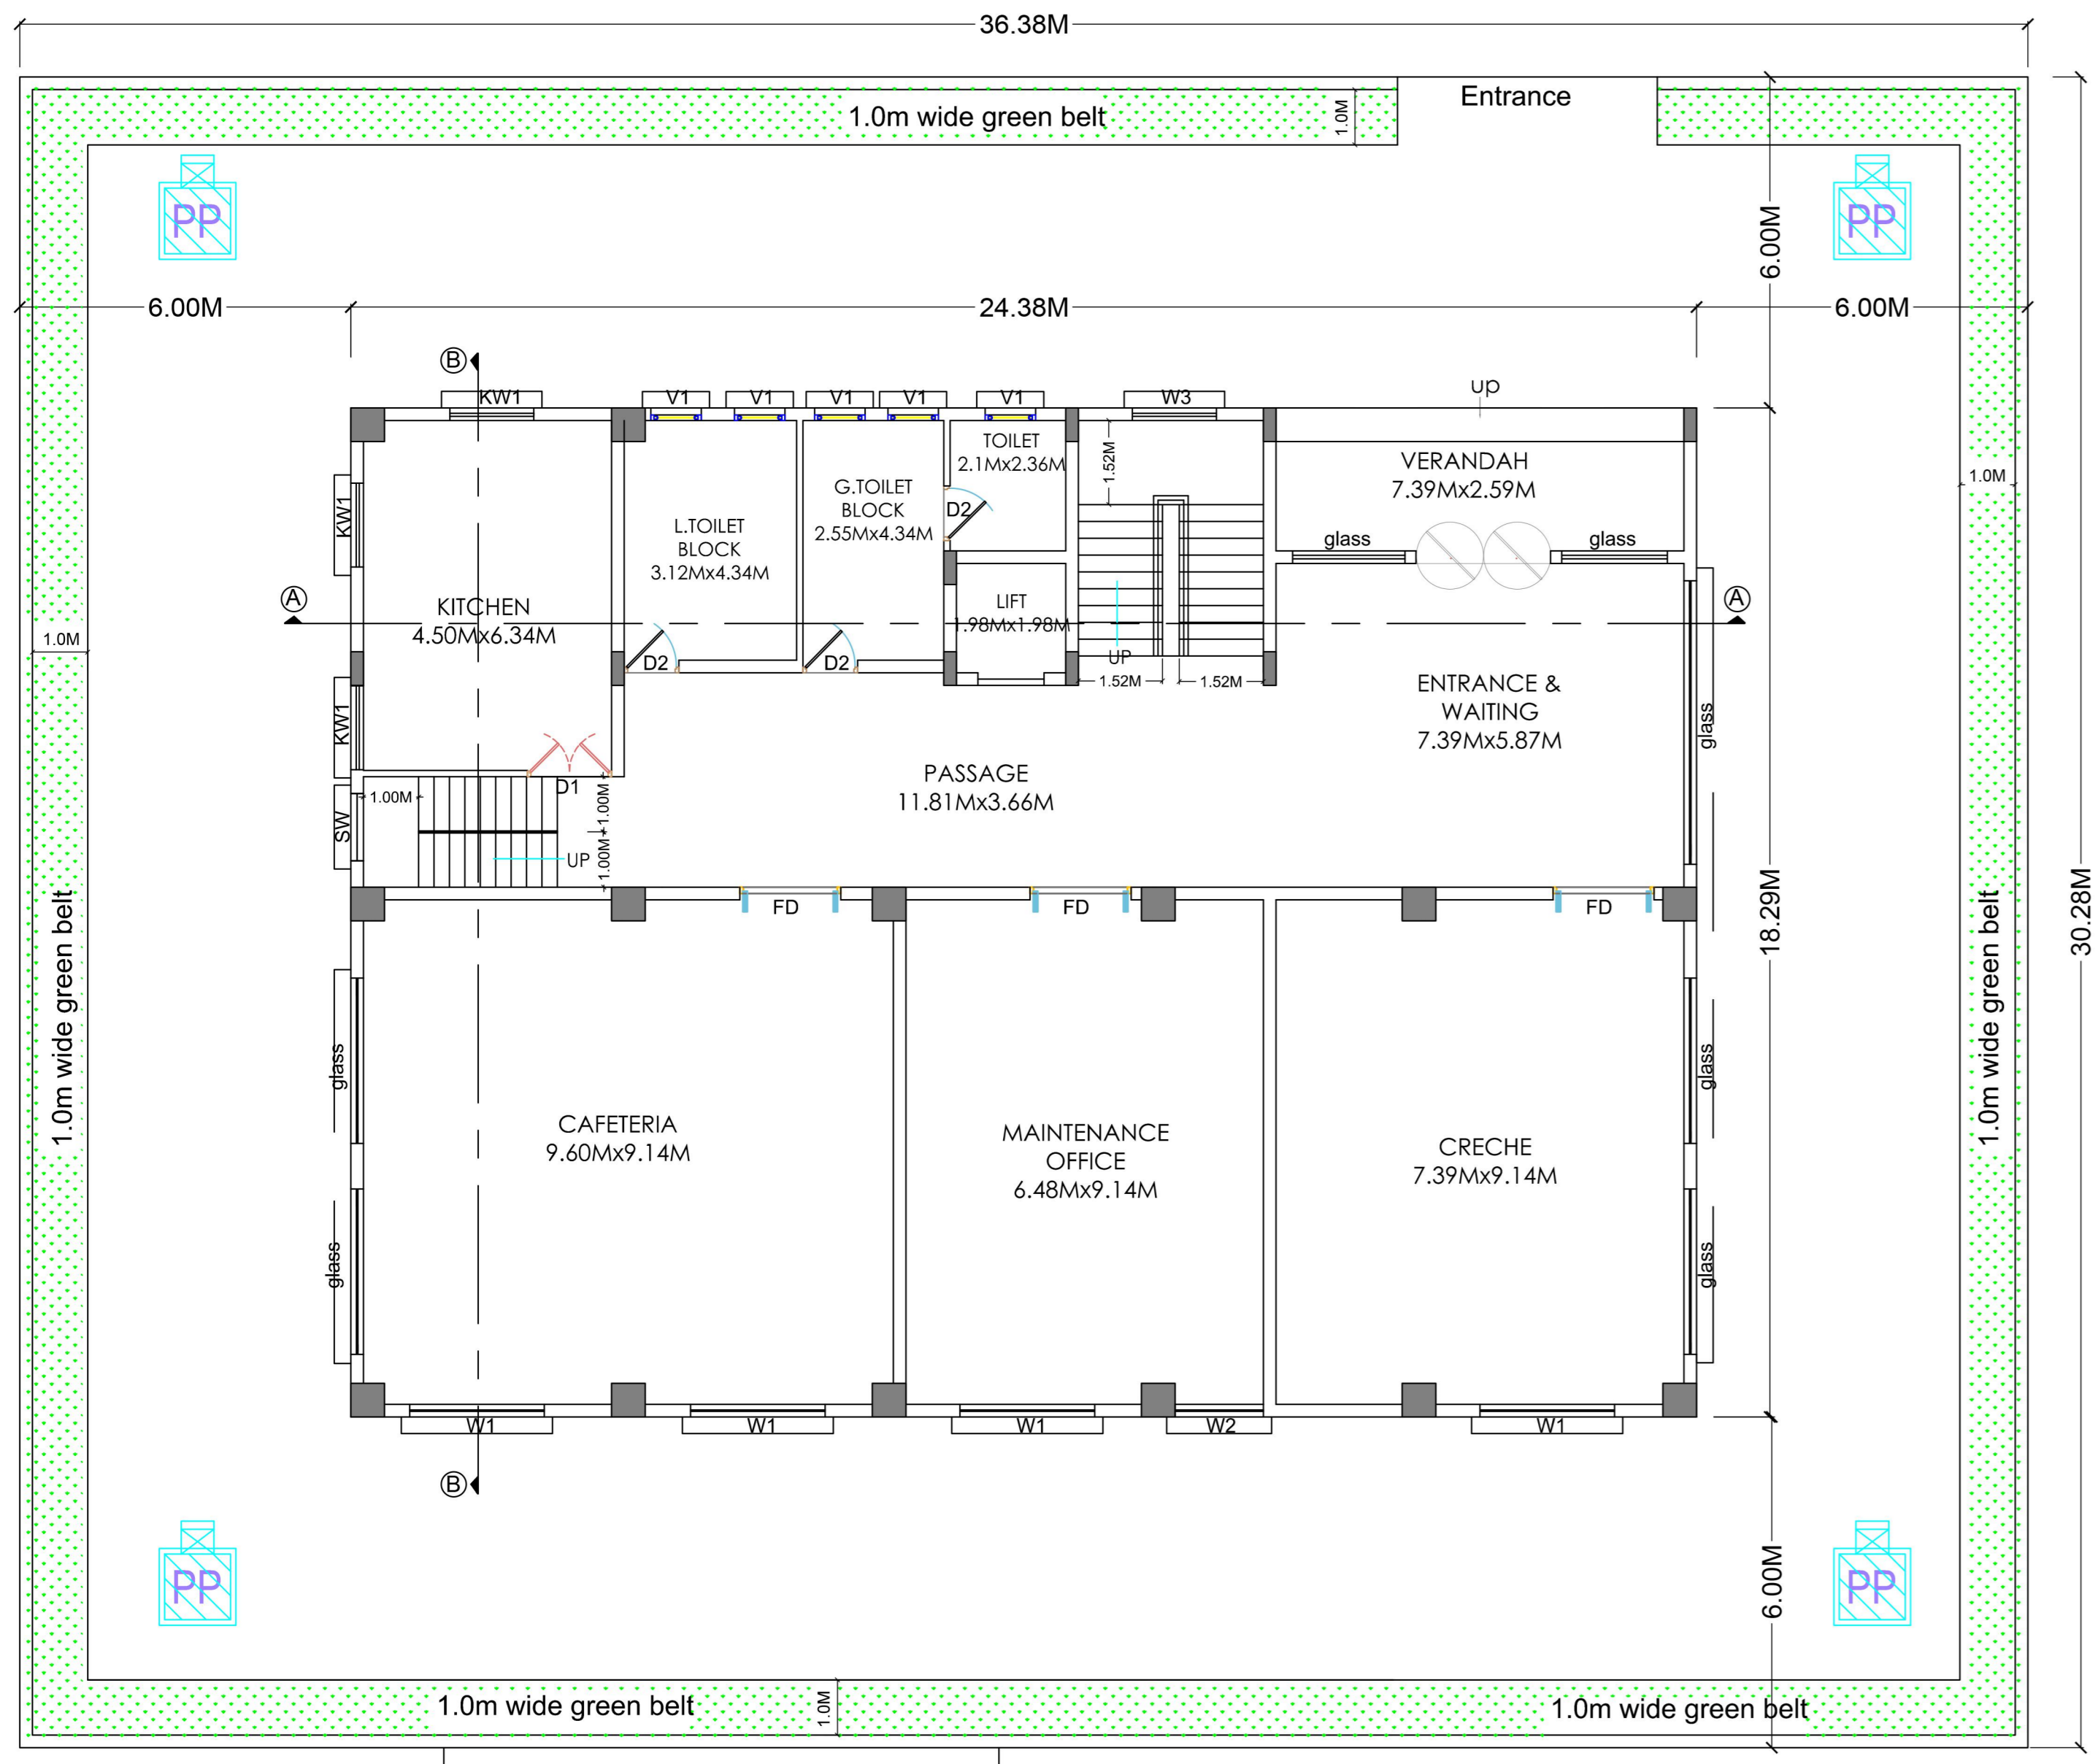 36.38M
1.0m wide green belt
1.0M
Entrance
PP
PP
6.00M
6.00M
24.38M
6.00M
B
KW1
V1
V1
V1
V1
V1
W3
up
TOILET
2.1Mx2.36M
1.52M
VERANDAH
7.39Mx2.59M
1.0M
KW1
L.TOILET
BLOCK
3.12Mx4.34M
G.TOILET
BLOCK
2.55Mx4.34M
D2
glass
glass
A
KITCHEN
4.50Mx6.34M
LIFT
1.98Mx1.98M
A
1.0M
D2
D2
UP
1.52M
1.52M
ENTRANCE &
WAITING
7.39Mx5.87M
KW1
glass
PASSAGE
11.81Mx3.66M
D1
1.00M
1.00M
1.00M
SW
UP
FD
FD
FD
18.29M
30.28M
1.0m wide green belt
1.0m wide green belt
glass
glass
CAFETERIA
9.60Mx9.14M
MAINTENANCE
OFFICE
6.48Mx9.14M
CRECHE
7.39Mx9.14M
glass
glass
W1
W1
W1
W2
W1
B
PP
PP
6.00M
1.0m wide green belt
1.0M
1.0m wide green belt